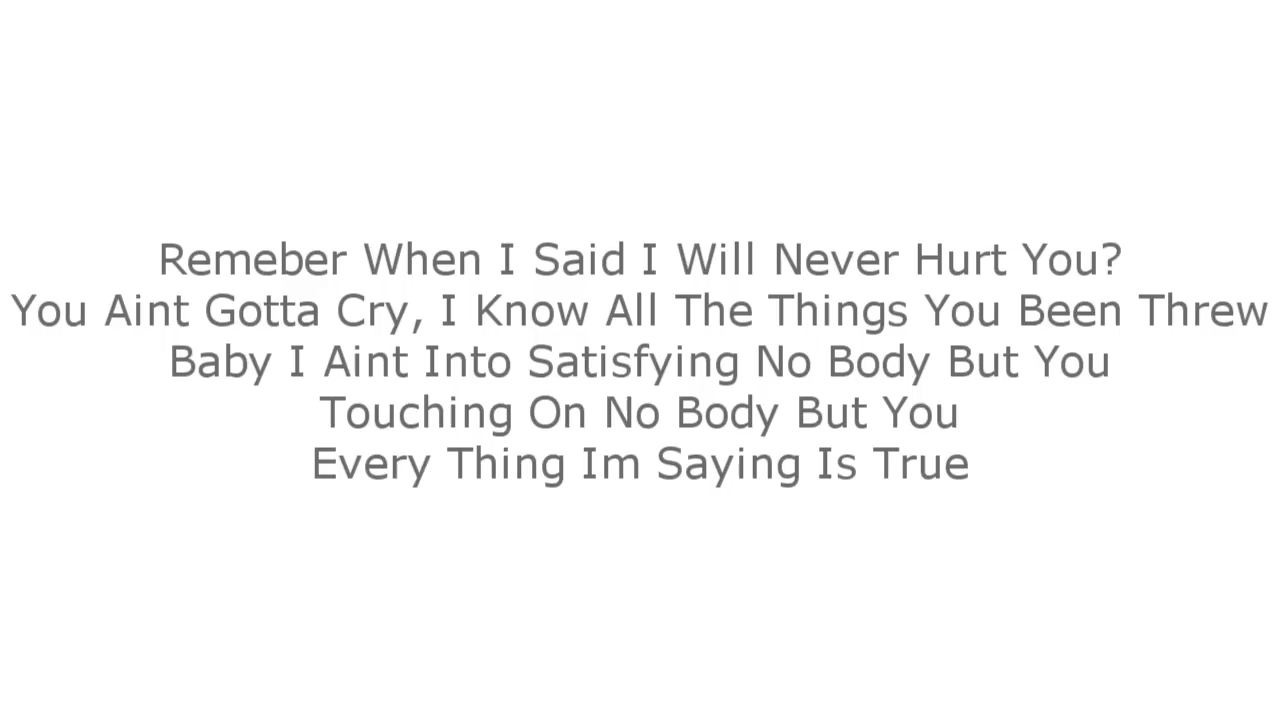 Remeber When I Said I Will Never Hurt You?
You Aint Gotta Cry, I Know All The Things You Been Threw
Baby I Aint Into Satisfying No Body But You
Touching On No Body But You
Every Thing Im Saying Is True